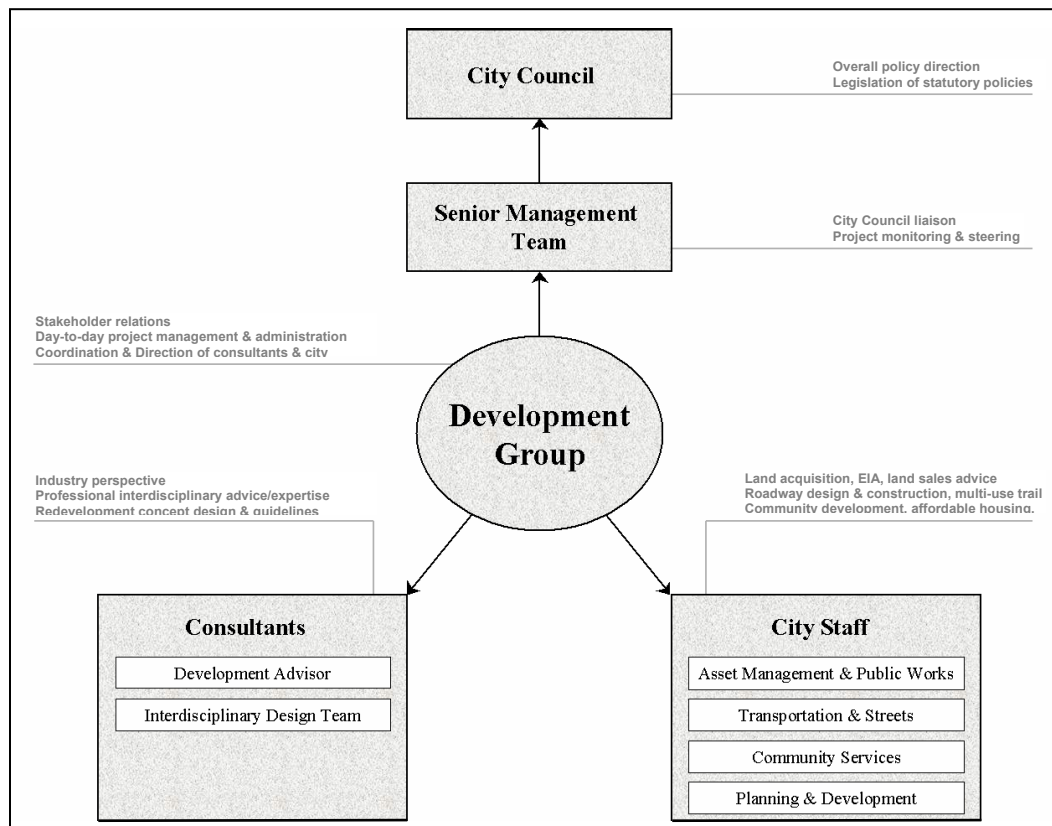 City Council
Overall policy direction
Legislation of statutory policies
Senior Management
Team
City Council liaison
Project monitoring & steering
Stakeholder relations
Day-to-day project management & administration
Coordination & Direction of consultants & city
Development
Group
Industry perspective
Professional interdisciplinary advice/expertise
Redevelopment concept design & guidelines
Land acquisition, EIA, land sales advice
Roadway design & construction, multi-use trail
Community development, affordable housing,
Consultants
Development Advisor
Interdisciplinary Design Team
City Staff
Asset Management & Public Works
Transportation & Streets
Community Services
Planning & Development